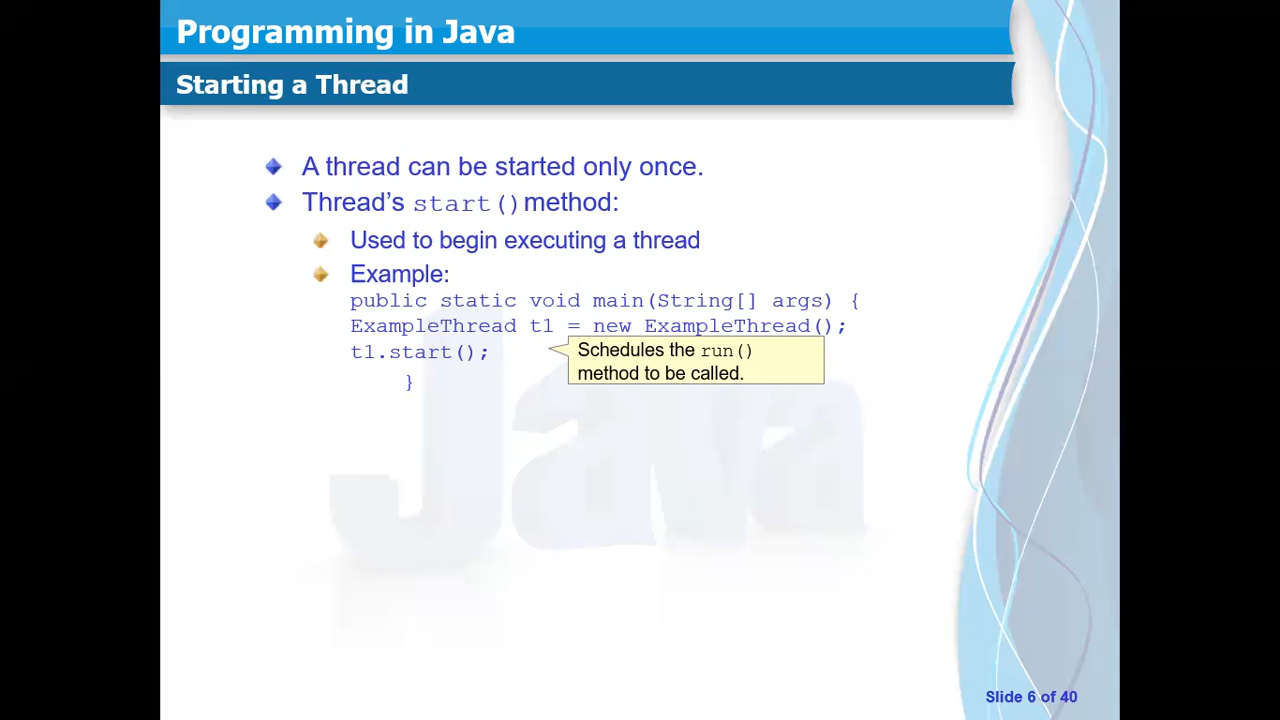 Programming in Java
Starting a Thread
A thread can be started only once.
Thread’s start() method:
Used to begin executing a thread
Example:
public static void main(String[] args) {
ExampleThread t1 = new ExampleThread();
t1.start();
Schedules the run()
method to be called.
}
Java
Slide 6 of 40